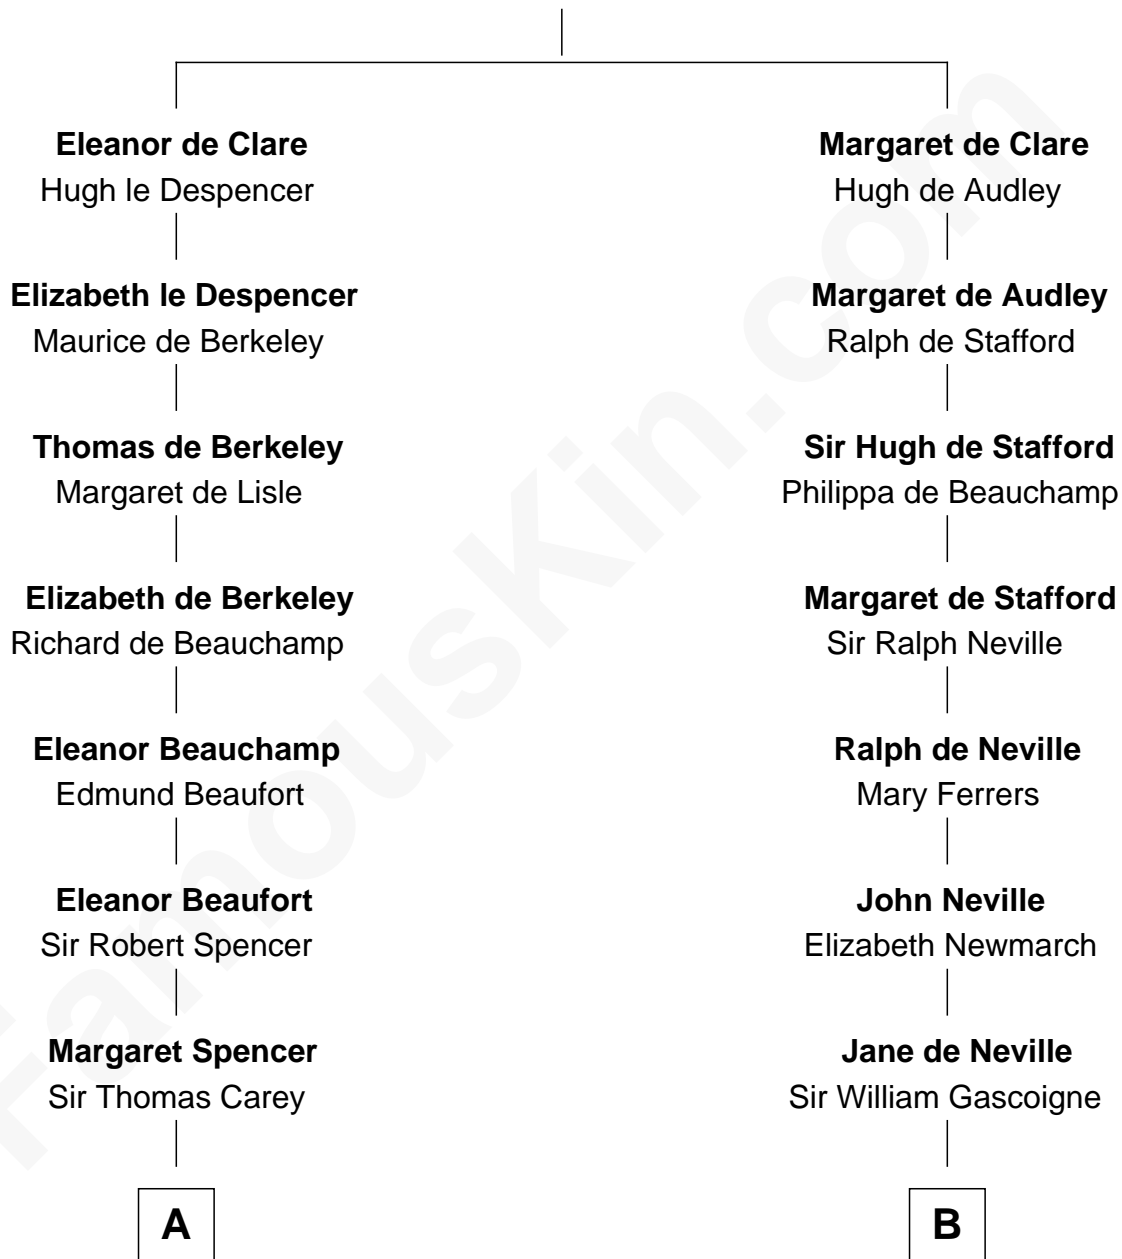 Eleanor de Clare
Hugh le Despencer
Elizabeth le Despencer
Maurice de Berkeley
Thomas de Berkeley
Margaret de Lisle
Elizabeth de Berkeley
Richard de Beauchamp
Eleanor Beauchamp
Edmund Beaufort
Eleanor Beaufort
Sir Robert Spencer
Margaret Spencer
Sir Thomas Carey
A
Margaret de Clare
Hugh de Audley
Margaret de Audley
Ralph de Stafford
Sir Hugh de Stafford
Philippa de Beauchamp
Margaret de Stafford
Sir Ralph Neville
Ralph de Neville
Mary Ferrers
John Neville
Elizabeth Newmarch
Jane de Neville
Sir William Gascoigne
B
FamousKin.com